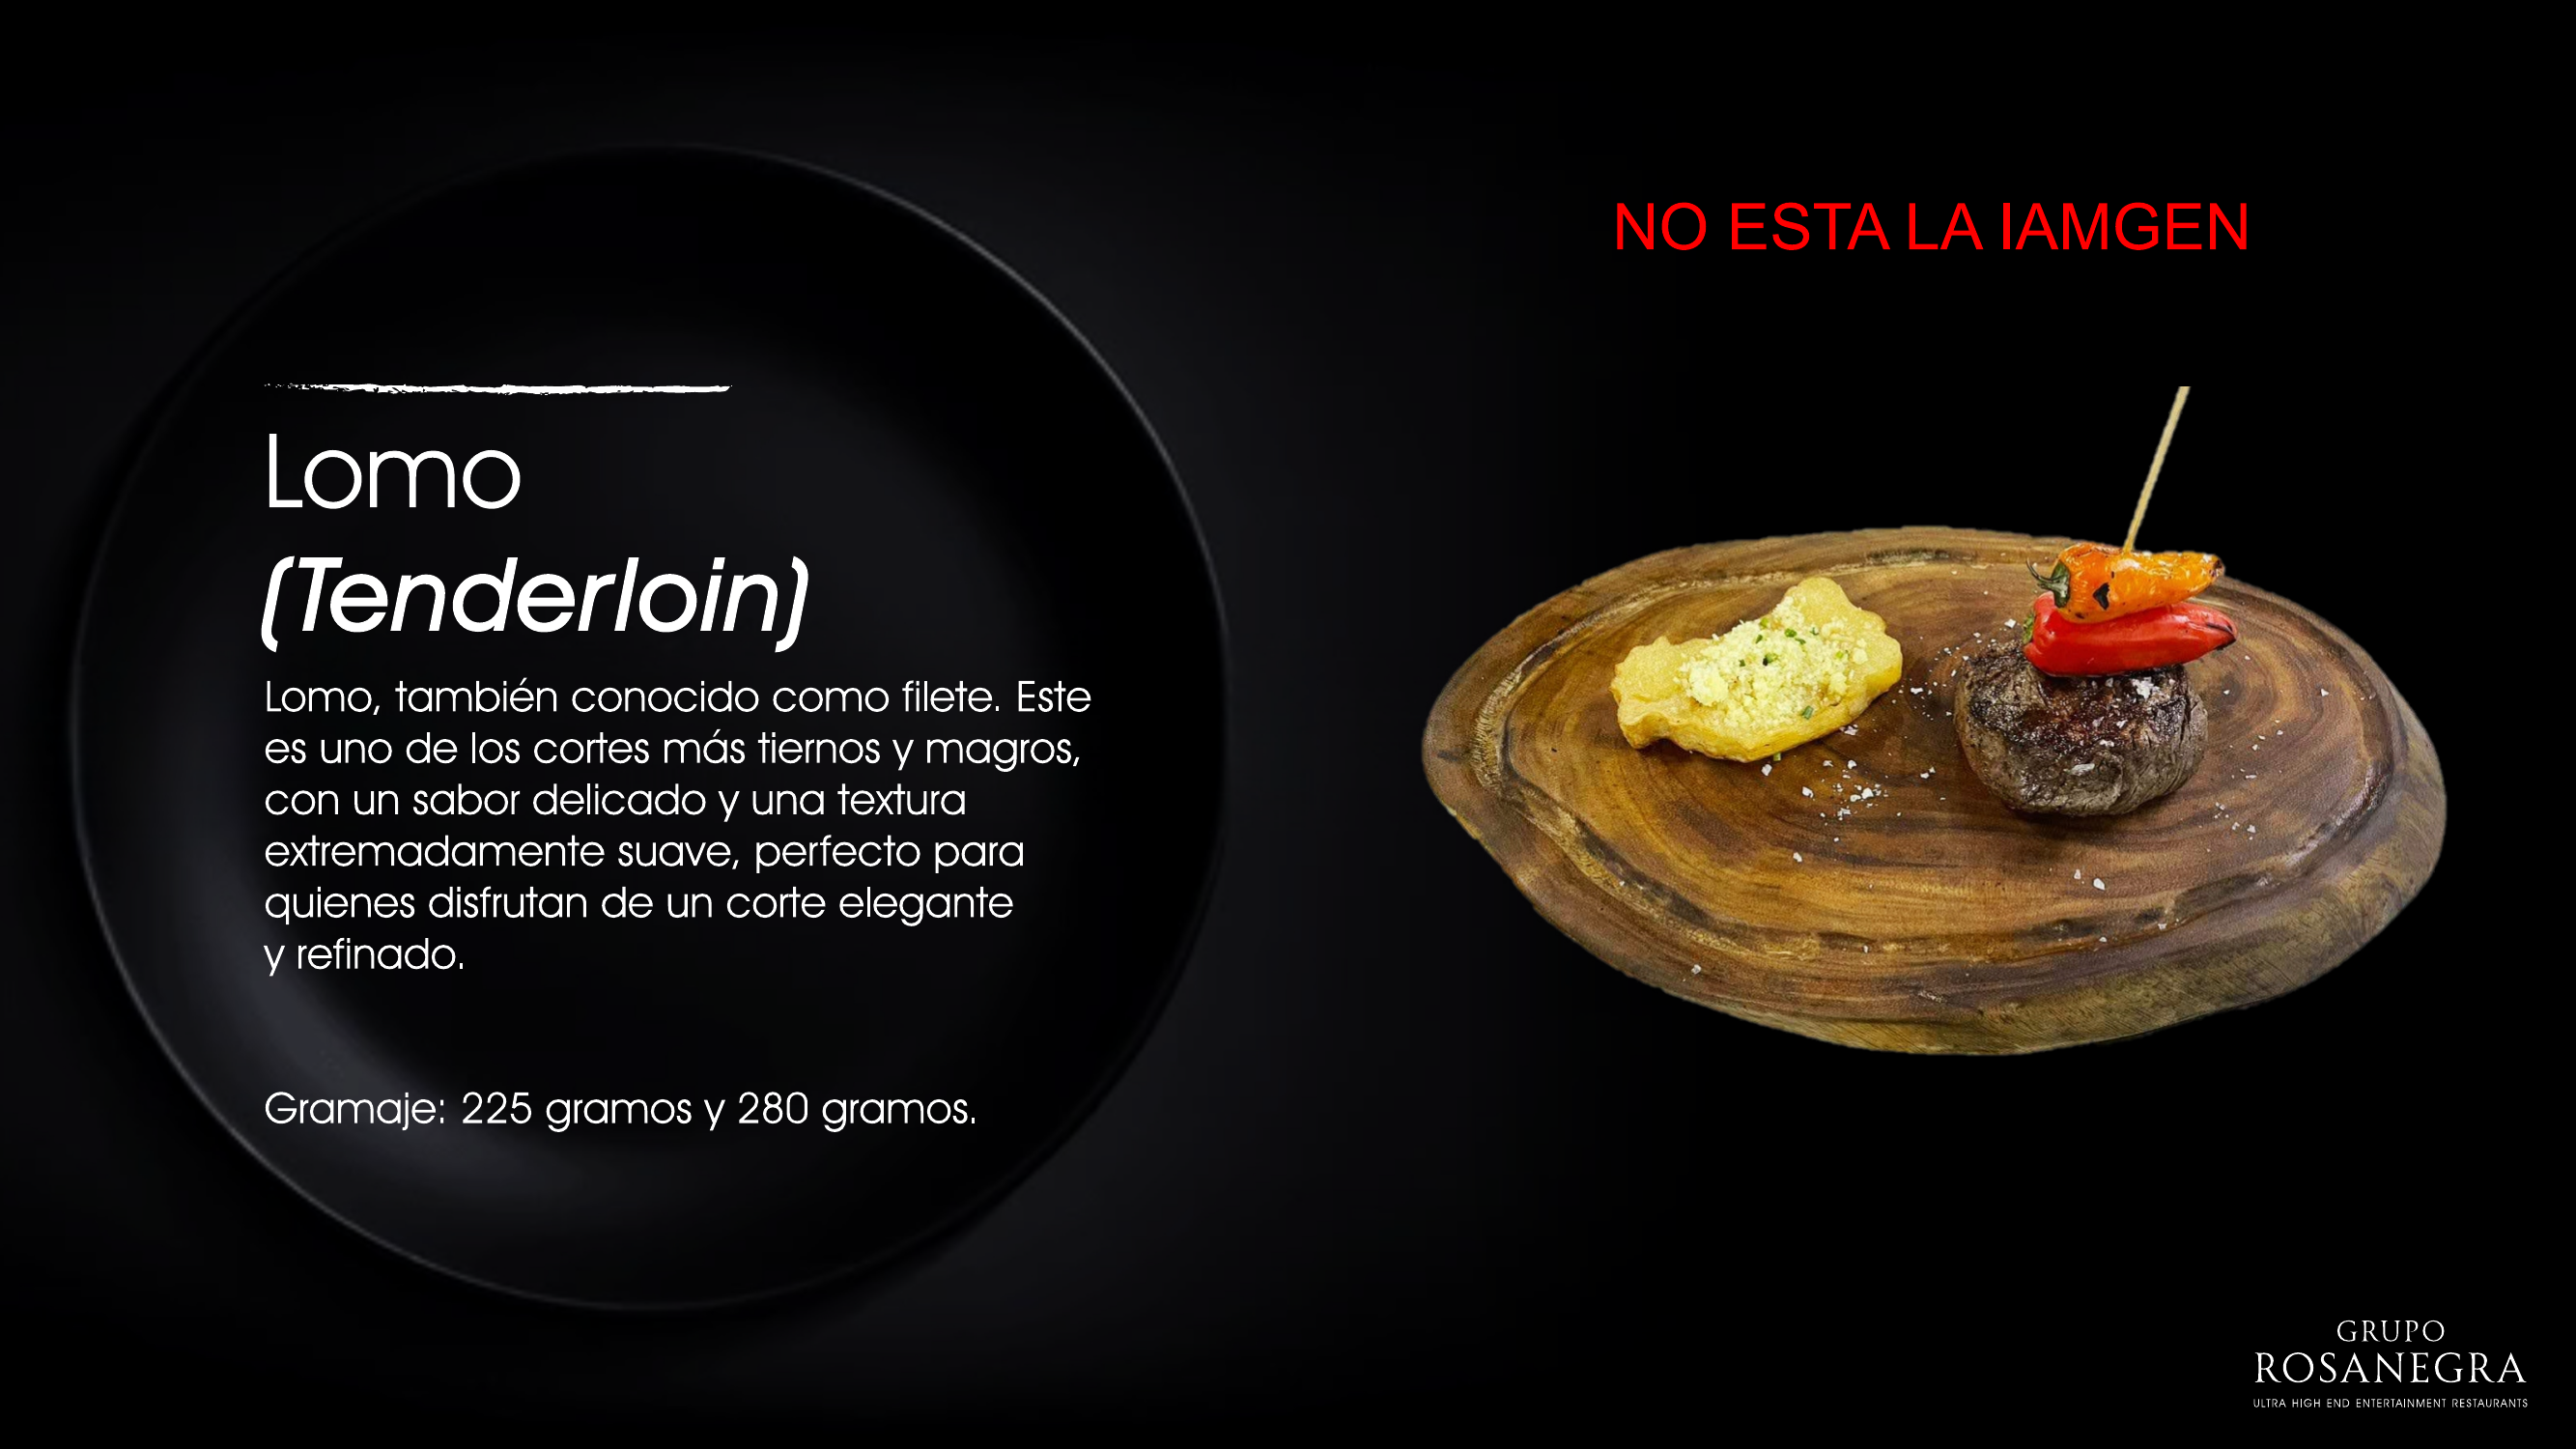 NO ESTA LA IAMGEN
Lomo
(Tenderloin)
Lomo, también conocido como filete. Este
es uno de los cortes más tiernos y magros,
con un sabor delicado y una textura
extremadamente suave, perfecto para
quienes disfrutan de un corte elegante
y refinado.
Gramaje: 225 gramos y 280 gramos.
GRUPO
ROSANEGRA
ULTRA HIGH END ENTERTAINMENT RESTAURANTS